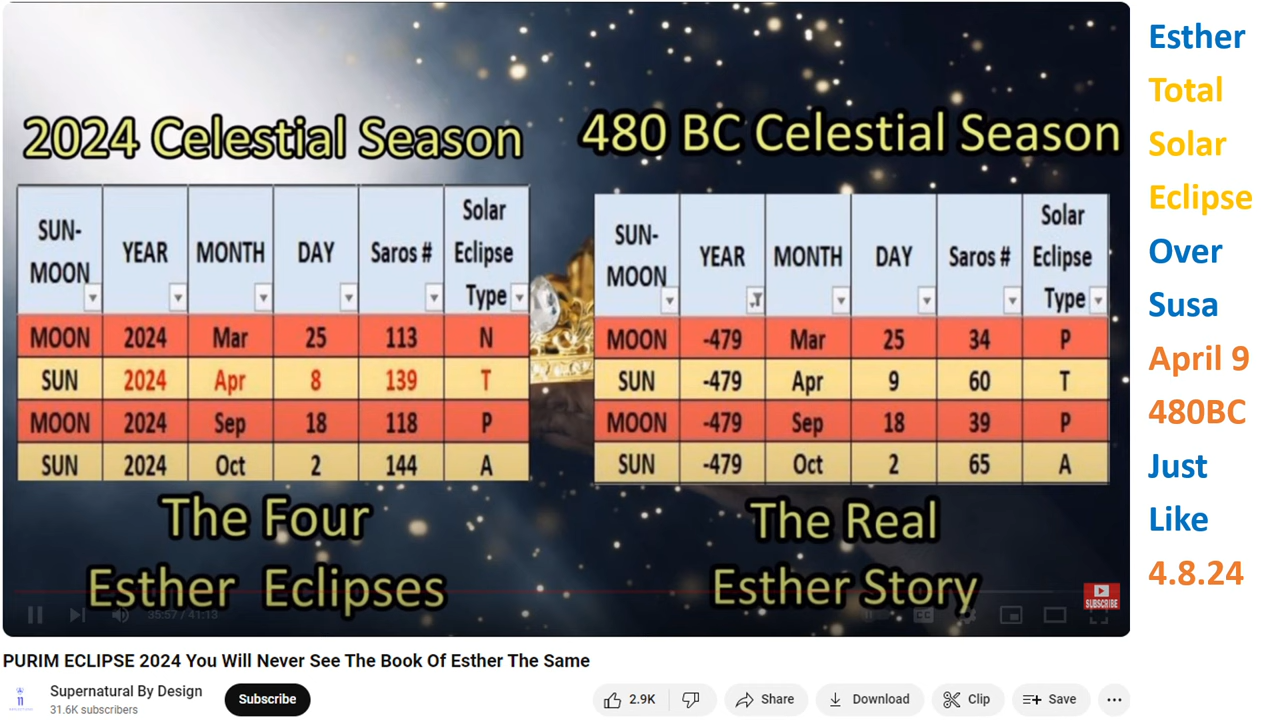 2024 Celestial Season
SUN-MOON YEAR MONTH DAY Saros # Solar Eclipse Type
MOON 2024 Mar 25 113 N
SUN 2024 Apr 8 139 T
MOON 2024 Sep 18 118 P
SUN 2024 Oct 2 144 A
The Four
Esther Eclipses
480 BC Celestial Season
SUN-MOON YEAR MONTH DAY Saros # Solar Eclipse Type
MOON -479 Mar 25 34 P
SUN -479 Apr 9 60 T
MOON -479 Sep 18 39 P
SUN -479 Oct 2 65 A
The Real
Esther Story
35:57 / 41:13
CC
SUBSCRIBE
Esther
Total
Solar
Eclipse
Over
Susa
April 9
480BC
Just
Like
4.8.24
PURIM ECLIPSE 2024 You Will Never See The Book Of Esther The Same
Supernatural By Design
31.6K subscribers
Subscribe
2.9K
Share
Download
Clip
Save